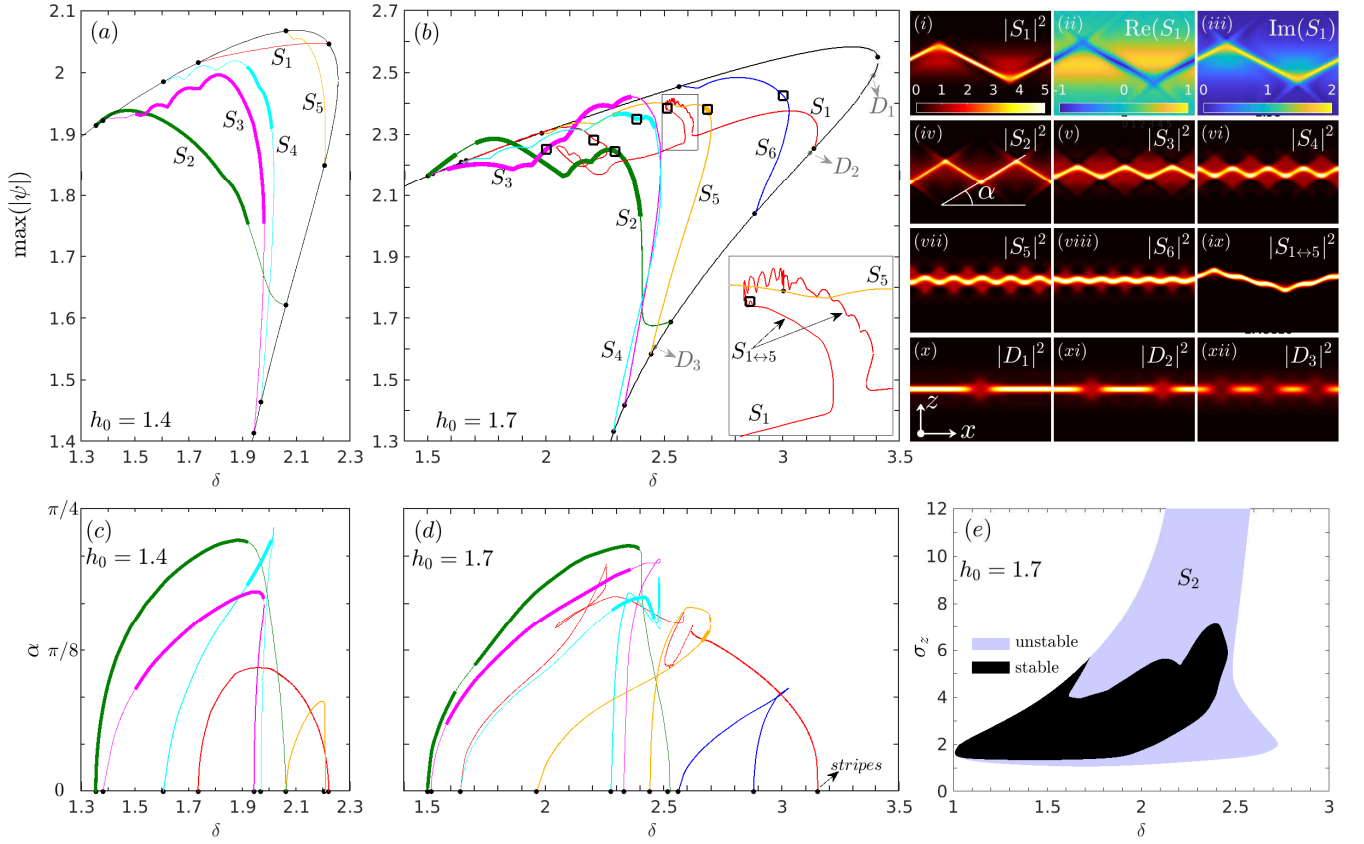 (a)
max(|ψ|)
2.1
2
1.9
1.8
1.7
1.6
1.5
1.4
S₁
S₅
S₃
S₂
S₄
h₀ = 1.4
1.3 1.5 1.7 1.9 2.1 2.3
δ
(b)
2.7
2.5
2.3
2.1
1.9
1.7
1.5
1.3
S₁
D₁
D₂
S₆
S₃
S₅
S₂
S₄
D₃
h₀ = 1.7
S₅
S₁↔₅
S₁
1.5 2 2.5 3 3.5
δ
(i) |S₁|²
0 1 2 3 4 5
(ii) Re(S₁)
-1 0 1
(iii) Im(S₁)
0 1 2
(iv) |S₂|²
α
(v) |S₃|²
(vi) |S₄|²
(vii) |S₅|²
(viii) |S₆|²
(ix) |S₁↔₅|²
(x) |D₁|²
z
x
(xi) |D₂|²
(xii) |D₃|²
(c)
h₀ = 1.4
π/4
α
π/8
0
1.3 1.5 1.7 1.9 2.1 2.3
δ
(d)
h₀ = 1.7
stripes
1.5 2 2.5 3 3.5
δ
(e)
h₀ = 1.7
S₂
unstable
stable
σ_z
12
10
8
6
4
2
0
1 1.5 2 2.5 3
δ